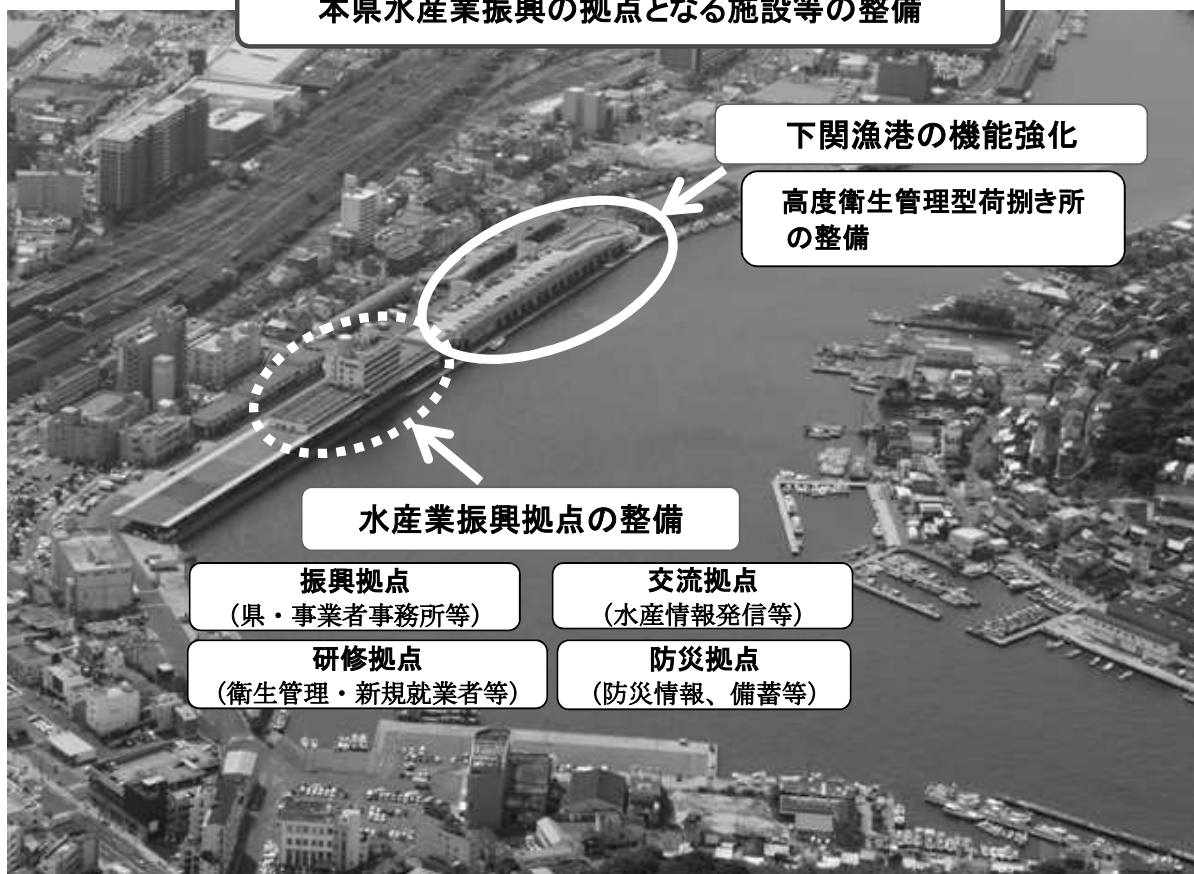 本県水産業振興の拠点となる施設等の整備
下関漁港の機能強化
高度衛生管理型荷捌き所
の整備
水産業振興拠点の整備
振興拠点
（県・事業者事務所等）
交流拠点
（水産情報発信等）
研修拠点
（衛生管理・新規就業者等）
防災拠点
（防災情報、備蓄等）